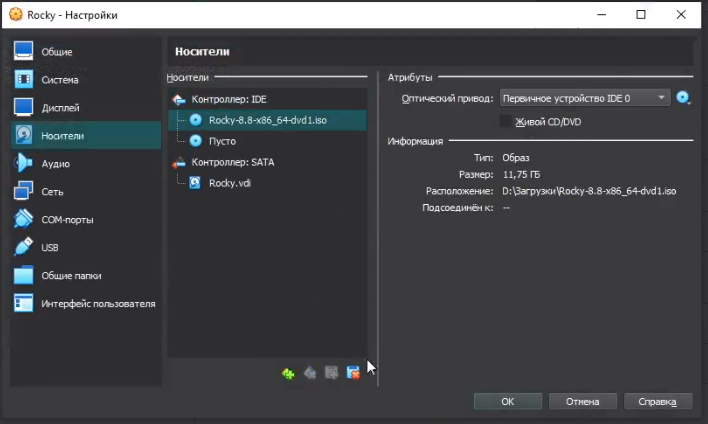 Rocky - Настройки
Общие
Система
Дисплей
Носители
Аудио
Сеть
COM-порты
USB
Общие папки
Интерфейс пользователя
Носители
Носители
Контроллер: IDE
Rocky-8.8-x86_64-dvd1.iso
Пусто
Контроллер: SATA
Rocky.vdi
Атрибуты
Оптический привод: Первичное устройство IDE 0
Живой CD/DVD
Информация
Тип: Образ
Размер: 11,75 ГБ
Расположение: D:\Загрузки\Rocky-8.8-x86_64-dvd1.iso
Подсоединён к: --
OK Отмена Справка